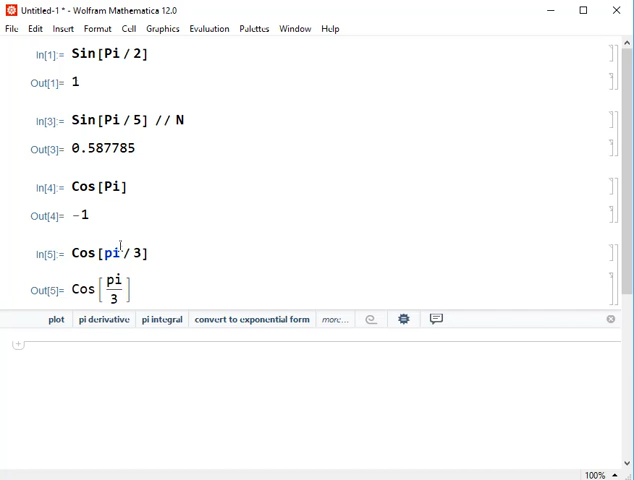 Untitled-1 * - Wolfram Mathematica 12.0
File Edit Insert Format Cell Graphics Evaluation Palettes Window Help
In[1]:= Sin[Pi / 2]
Out[1]= 1
In[3]:= Sin[Pi / 5] // N
Out[3]= 0.587785
In[4]:= Cos[Pi]
Out[4]= -1
In[5]:= Cos[pi / 3]
Out[5]= Cos[pi/3]
plot pi derivative pi integral convert to exponential form more...
100%